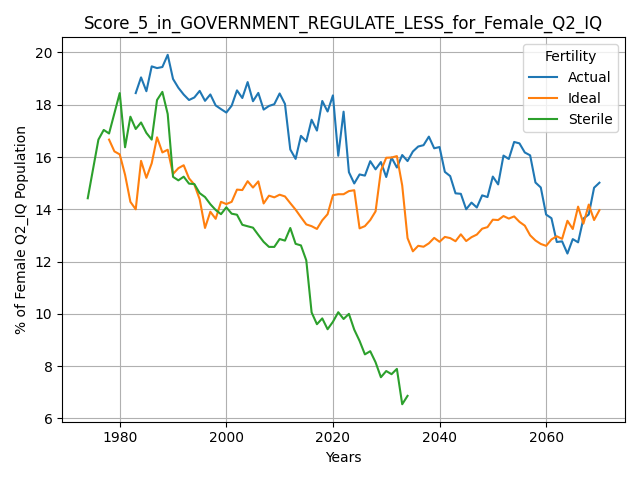 Score_5_in_GOVERNMENT_REGULATE_LESS_for_Female_Q2_IQ
% of Female Q2_IQ Population
20
18
16
14
12
10
8
6
1980
2000
2020
2040
2060
Years
Fertility
Actual
Ideal
Sterile